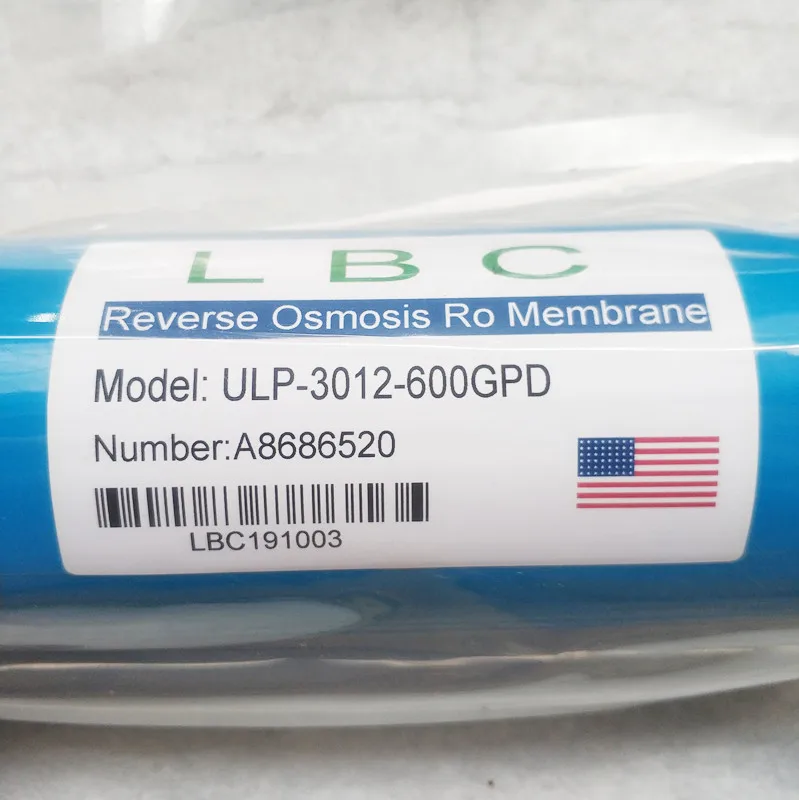 LBC
Reverse Osmosis Ro Membrane
Model: ULP-3012-600GPD
Number:A8686520
LBC191003